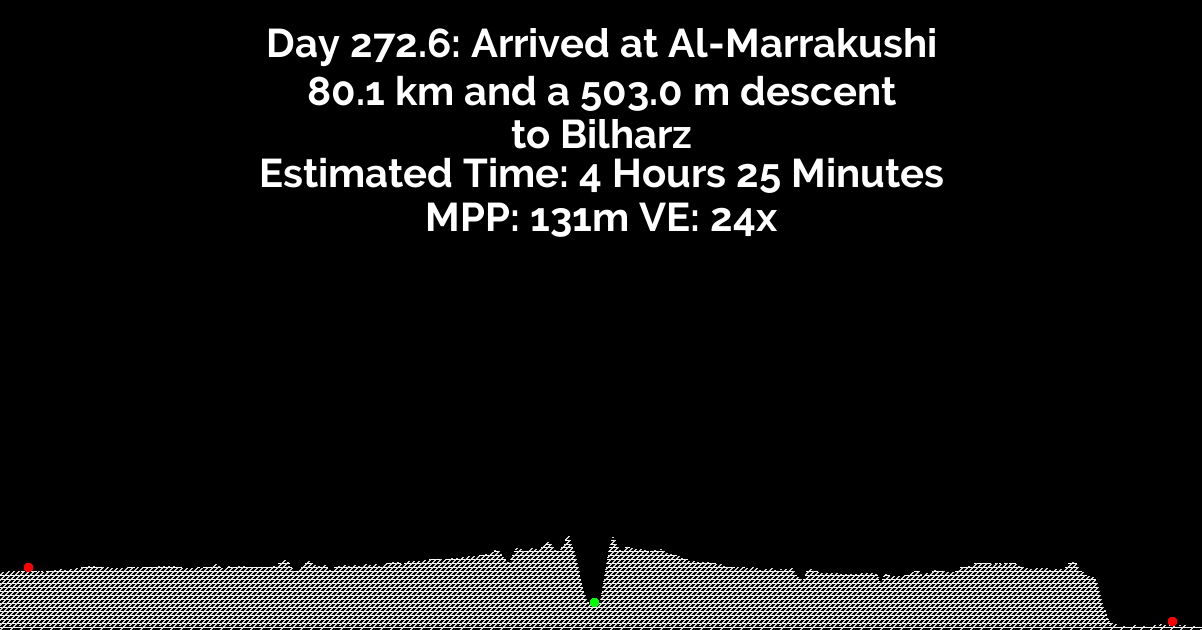 Day 272.6: Arrived at Al-Marrakushi
80.1 km and a 503.0 m descent
to Bilharz
Estimated Time: 4 Hours 25 Minutes
MPP: 131m VE: 24x